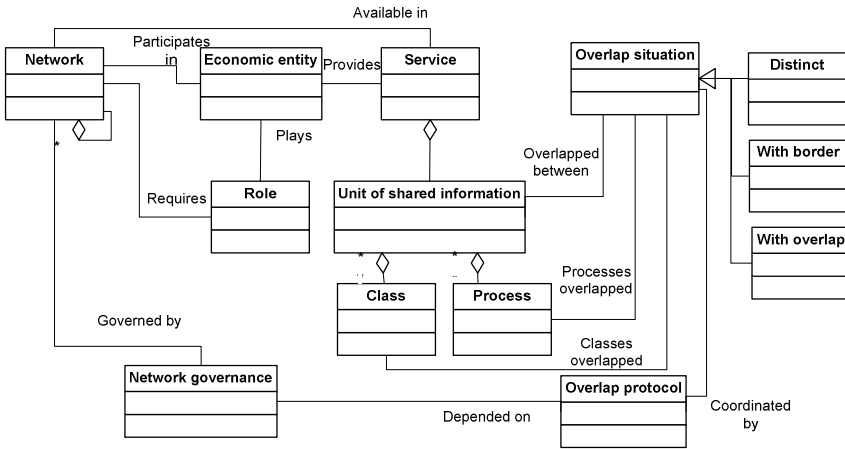 Available in
Participates
in
Network
Economic entity
Provides
Service
Overlap situation
Distinct
Plays
*
Overlapped
between
With border
Requires
Role
Unit of shared information
With overlap
*
*
Processes
overlapped
Class
Process
Governed by
Classes
overlapped
Network governance
Overlap protocol
Depended on
Coordinated
by